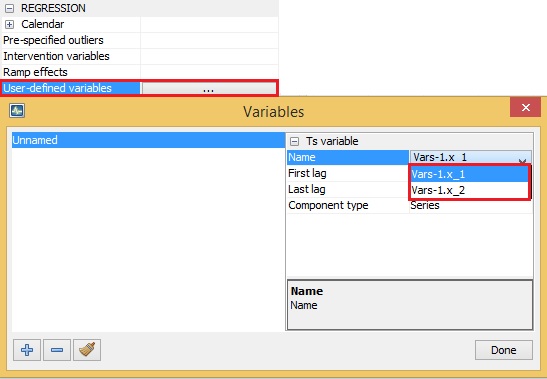 REGRESSION
Calendar
Pre-specified outliers
Intervention variables
Ramp effects
User-defined variables ...
Variables
Unnamed
Ts variable
Name Vars-1.x_1
First lag Vars-1.x_1
Last lag Vars-1.x_2
Component type Series
Name
Name
Done